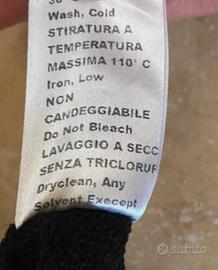 Wash, Cold
STIRATURA A
TEMPERATURA
MASSIMA 110° C
Iron, Low
NON
CANDEGGIABILE
Do Not Bleach
LAVAGGIO A SECC
SENZA TRICLORUR
Dryclean, Any
Solvent Execept
subito